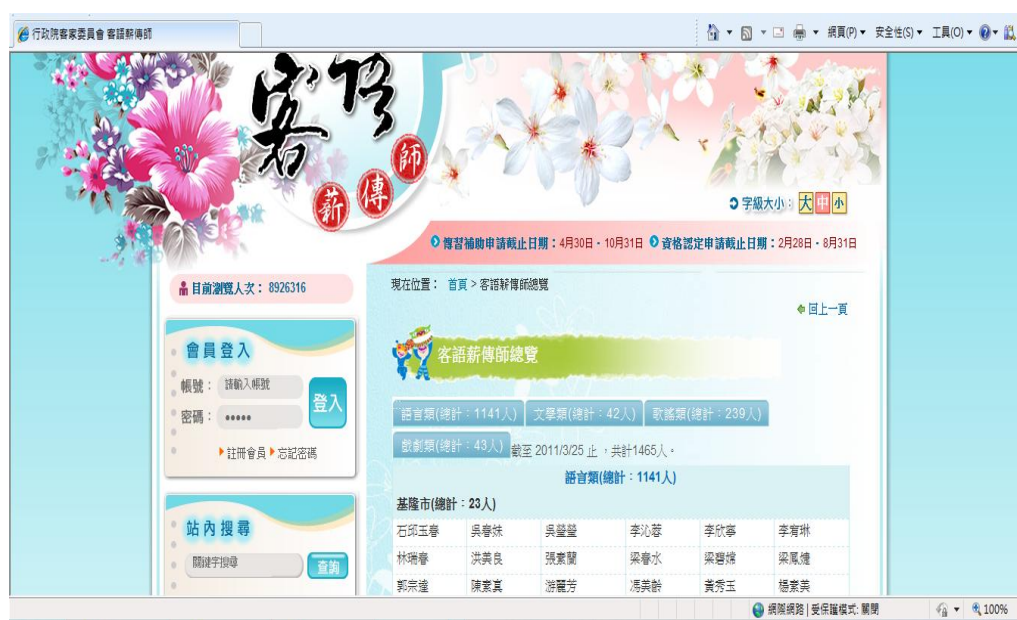 行政院客家委員會 客語薪傳師
網頁(P) 安全性(S) 工具(O)
客語
薪傳師
字級大小： 大 中 小
傳習補助申請截止日期：4月30日、10月31日 資格認定申請截止日期：2月28日、8月31日
目前瀏覽人次： 8926316
現在位置： 首頁 > 客語薪傳師總覽
回上一頁
會員登入
帳號： 請輸入帳號
密碼： •••••
登入
註冊會員 忘記密碼
站內搜尋
關鍵字搜尋
查詢
客語薪傳師總覽
語言類(總計：1141人) 文學類(總計：42人) 歌謠類(總計：239人)
戲劇類(總計：43人) 截至 2011/3/25 止 ，共計1465人。
語言類(總計：1141人)
基隆市(總計：23人)
石邱玉春 吳春妹 吳瑩瑩 李沁蓉 李欣寧 李宥琳
林瑞春 洪美良 張素蘭 梁春水 梁碧嫦 梁鳳煥
郭宗達 陳素真 游麗芳 馮美齡 黃秀玉 楊素美
網際網路 | 受保護模式: 關閉
100%